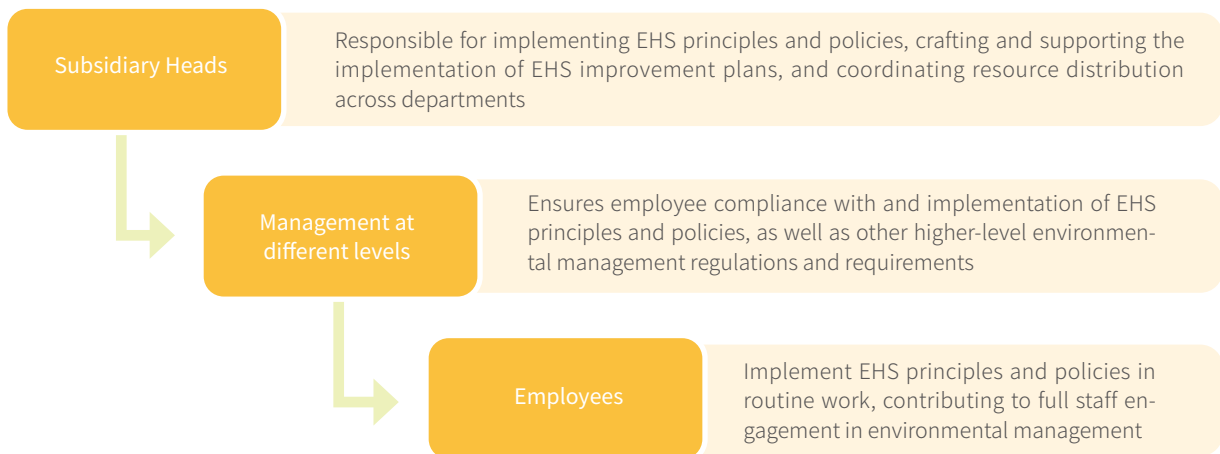 Subsidiary Heads
Responsible for implementing EHS principles and policies, crafting and supporting the
implementation of EHS improvement plans, and coordinating resource distribution
across departments
Management at
different levels
Ensures employee compliance with and implementation of EHS
principles and policies, as well as other higher-level environmen-
tal management regulations and requirements
Employees
Implement EHS principles and policies in
routine work, contributing to full staff en-
gagement in environmental management